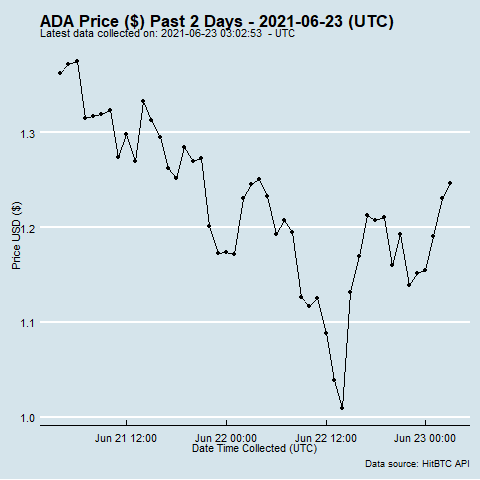 ADA Price ($) Past 2 Days - 2021-06-23 (UTC)
Latest data collected on: 2021-06-23 03:02:53 - UTC
1.3
1.2
1.1
1.0
Price USD ($)
Jun 21 12:00 Jun 22 00:00 Jun 22 12:00 Jun 23 00:00
Date Time Collected (UTC)
Data source: HitBTC API